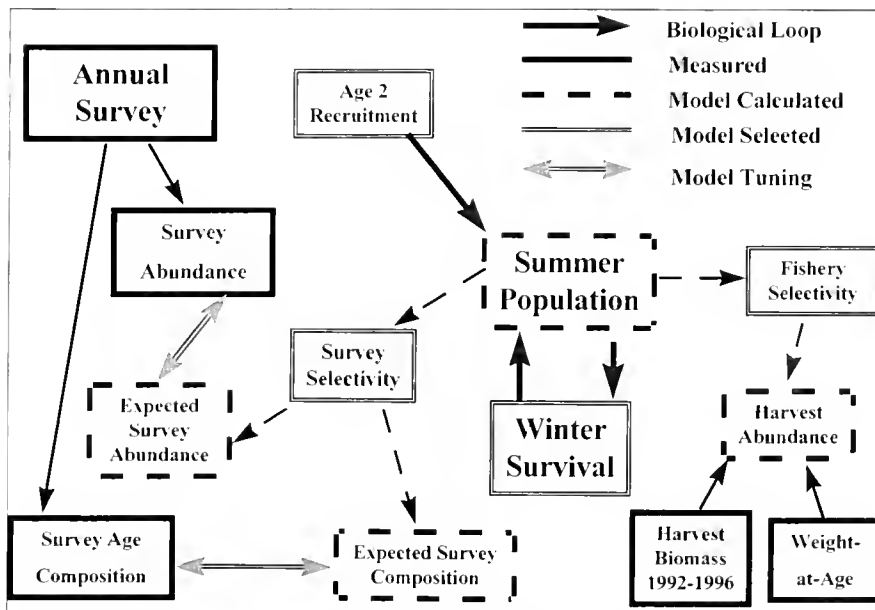 Annual
Survey
Age 2
Recruitment
Biological Loop
Measured
Model Calculated
Model Selected
Model Tuning
Survey
Abundance
Summer
Population
Fishery
Selectivity
Survey
Selectivity
Expected
Survey
Abundance
Winter
Survival
Harvest
Abundance
Survey Age
Composition
Expected Survey
Composition
Harvest
Biomass
1992-1996
Weight-
at-Age